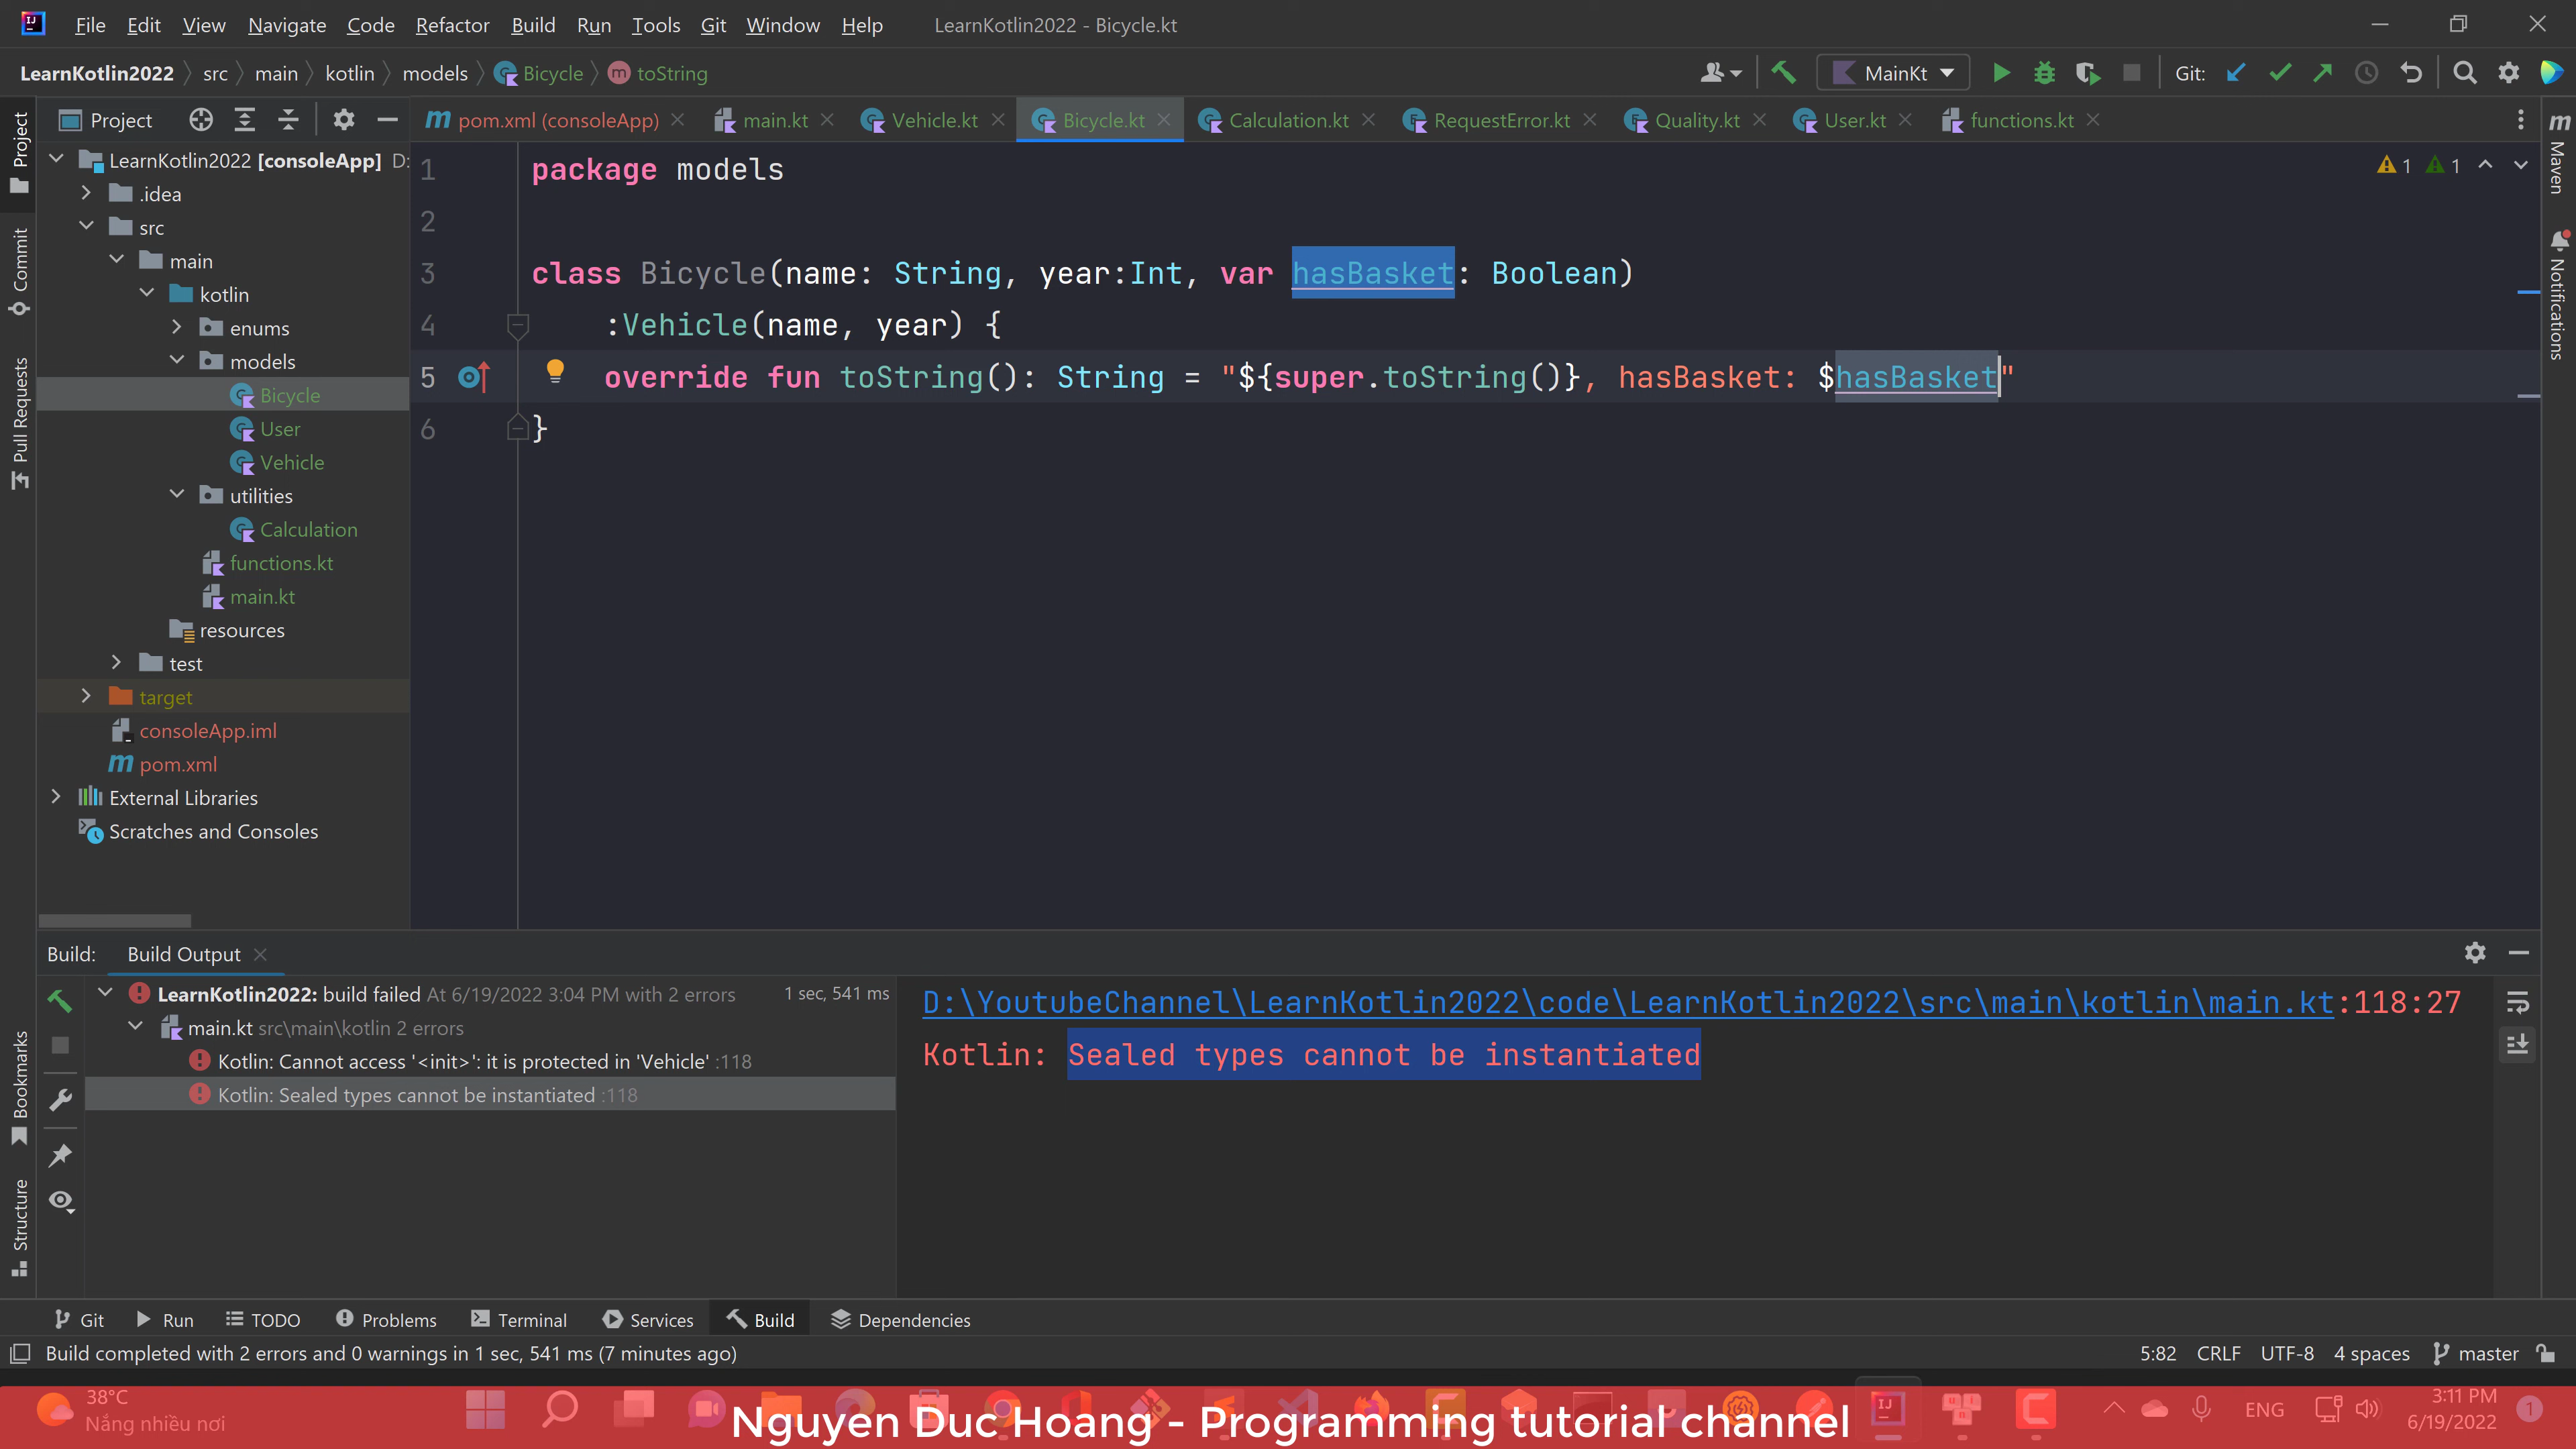 File Edit View Navigate Code Refactor Build Run Tools Git Window Help LearnKotlin2022 - Bicycle.kt
LearnKotlin2022 src main kotlin models Bicycle toString MainKt Git:
Project
pom.xml (consoleApp) main.kt Vehicle.kt Bicycle.kt Calculation.kt RequestError.kt Quality.kt User.kt functions.kt
LearnKotlin2022 [consoleApp] D:
.idea
src
main
kotlin
enums
models
Bicycle
User
Vehicle
utilities
Calculation
functions.kt
main.kt
resources
test
target
consoleApp.iml
pom.xml
External Libraries
Scratches and Consoles
1 package models
2
3 class Bicycle(name: String, year:Int, var hasBasket: Boolean)
4 :Vehicle(name, year) {
5 override fun toString(): String = "${super.toString()}, hasBasket: $hasBasket"
6 }
1 1
Project
Commit
Pull Requests
Bookmarks
Structure
Maven
Notifications
Build: Build Output
LearnKotlin2022: build failed At 6/19/2022 3:04 PM with 2 errors 1 sec, 541 ms
main.kt src\main\kotlin 2 errors
Kotlin: Cannot access '<init>': it is protected in 'Vehicle' :118
Kotlin: Sealed types cannot be instantiated :118
D:\YoutubeChannel\LearnKotlin2022\code\LearnKotlin2022\src\main\kotlin\main.kt:118:27
Kotlin: Sealed types cannot be instantiated
Git Run TODO Problems Terminal Services Build Dependencies
Build completed with 2 errors and 0 warnings in 1 sec, 541 ms (7 minutes ago) 5:82 CRLF UTF-8 4 spaces master
38°C
Nắng nhiều nơi
Nguyen Duc Hoang - Programming tutorial channel
ENG
3:11 PM
6/19/2022
1